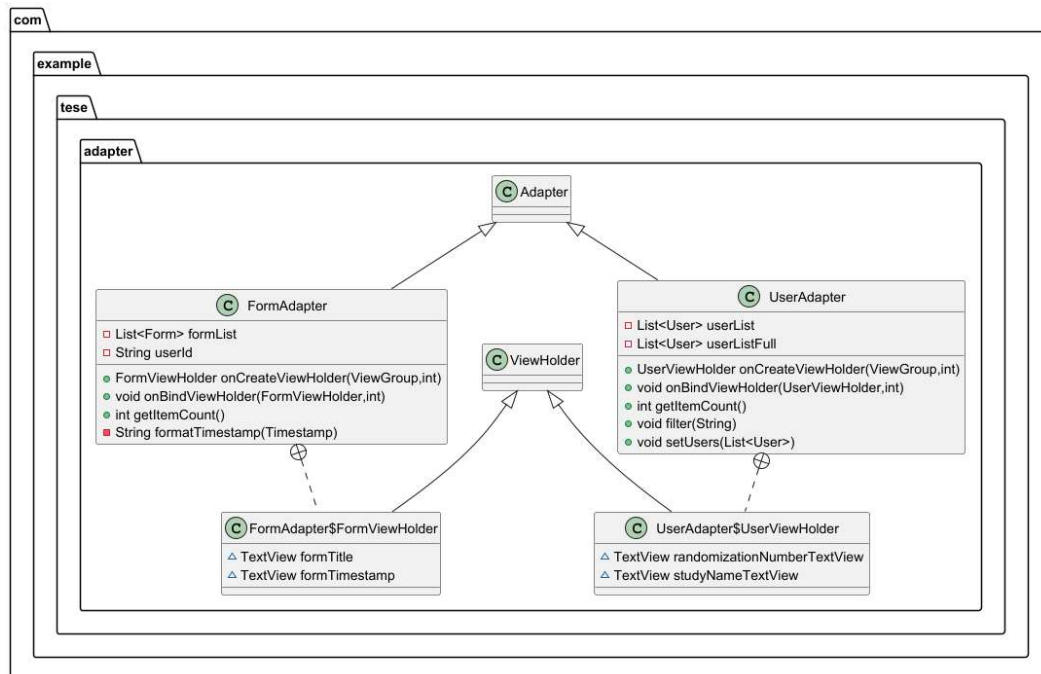 com
example
tese
adapter
C Adapter
C FormAdapter
List<Form> formList
String userId
FormViewHolder onCreateViewHolder(ViewGroup,int)
void onBindViewHolder(FormViewHolder,int)
int getItemCount()
String formatTimestamp(Timestamp)
C ViewHolder
C UserAdapter
List<User> userList
List<User> userListFull
UserViewHolder onCreateViewHolder(ViewGroup,int)
void onBindViewHolder(UserViewHolder,int)
int getItemCount()
void filter(String)
void setUsers(List<User>)
C FormAdapter$FormViewHolder
TextView formTitle
TextView formTimestamp
C UserAdapter$UserViewHolder
TextView randomizationNumberTextView
TextView studyNameTextView